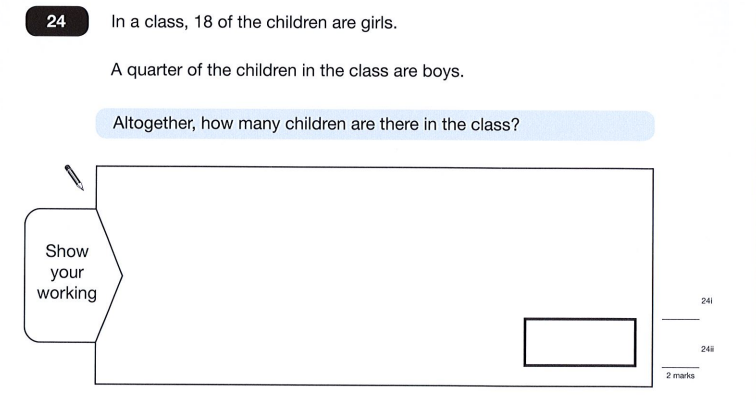 24
In a class, 18 of the children are girls.
A quarter of the children in the class are boys.
Altogether, how many children are there in the class?
Show
your
working
24i
24ii
2 marks